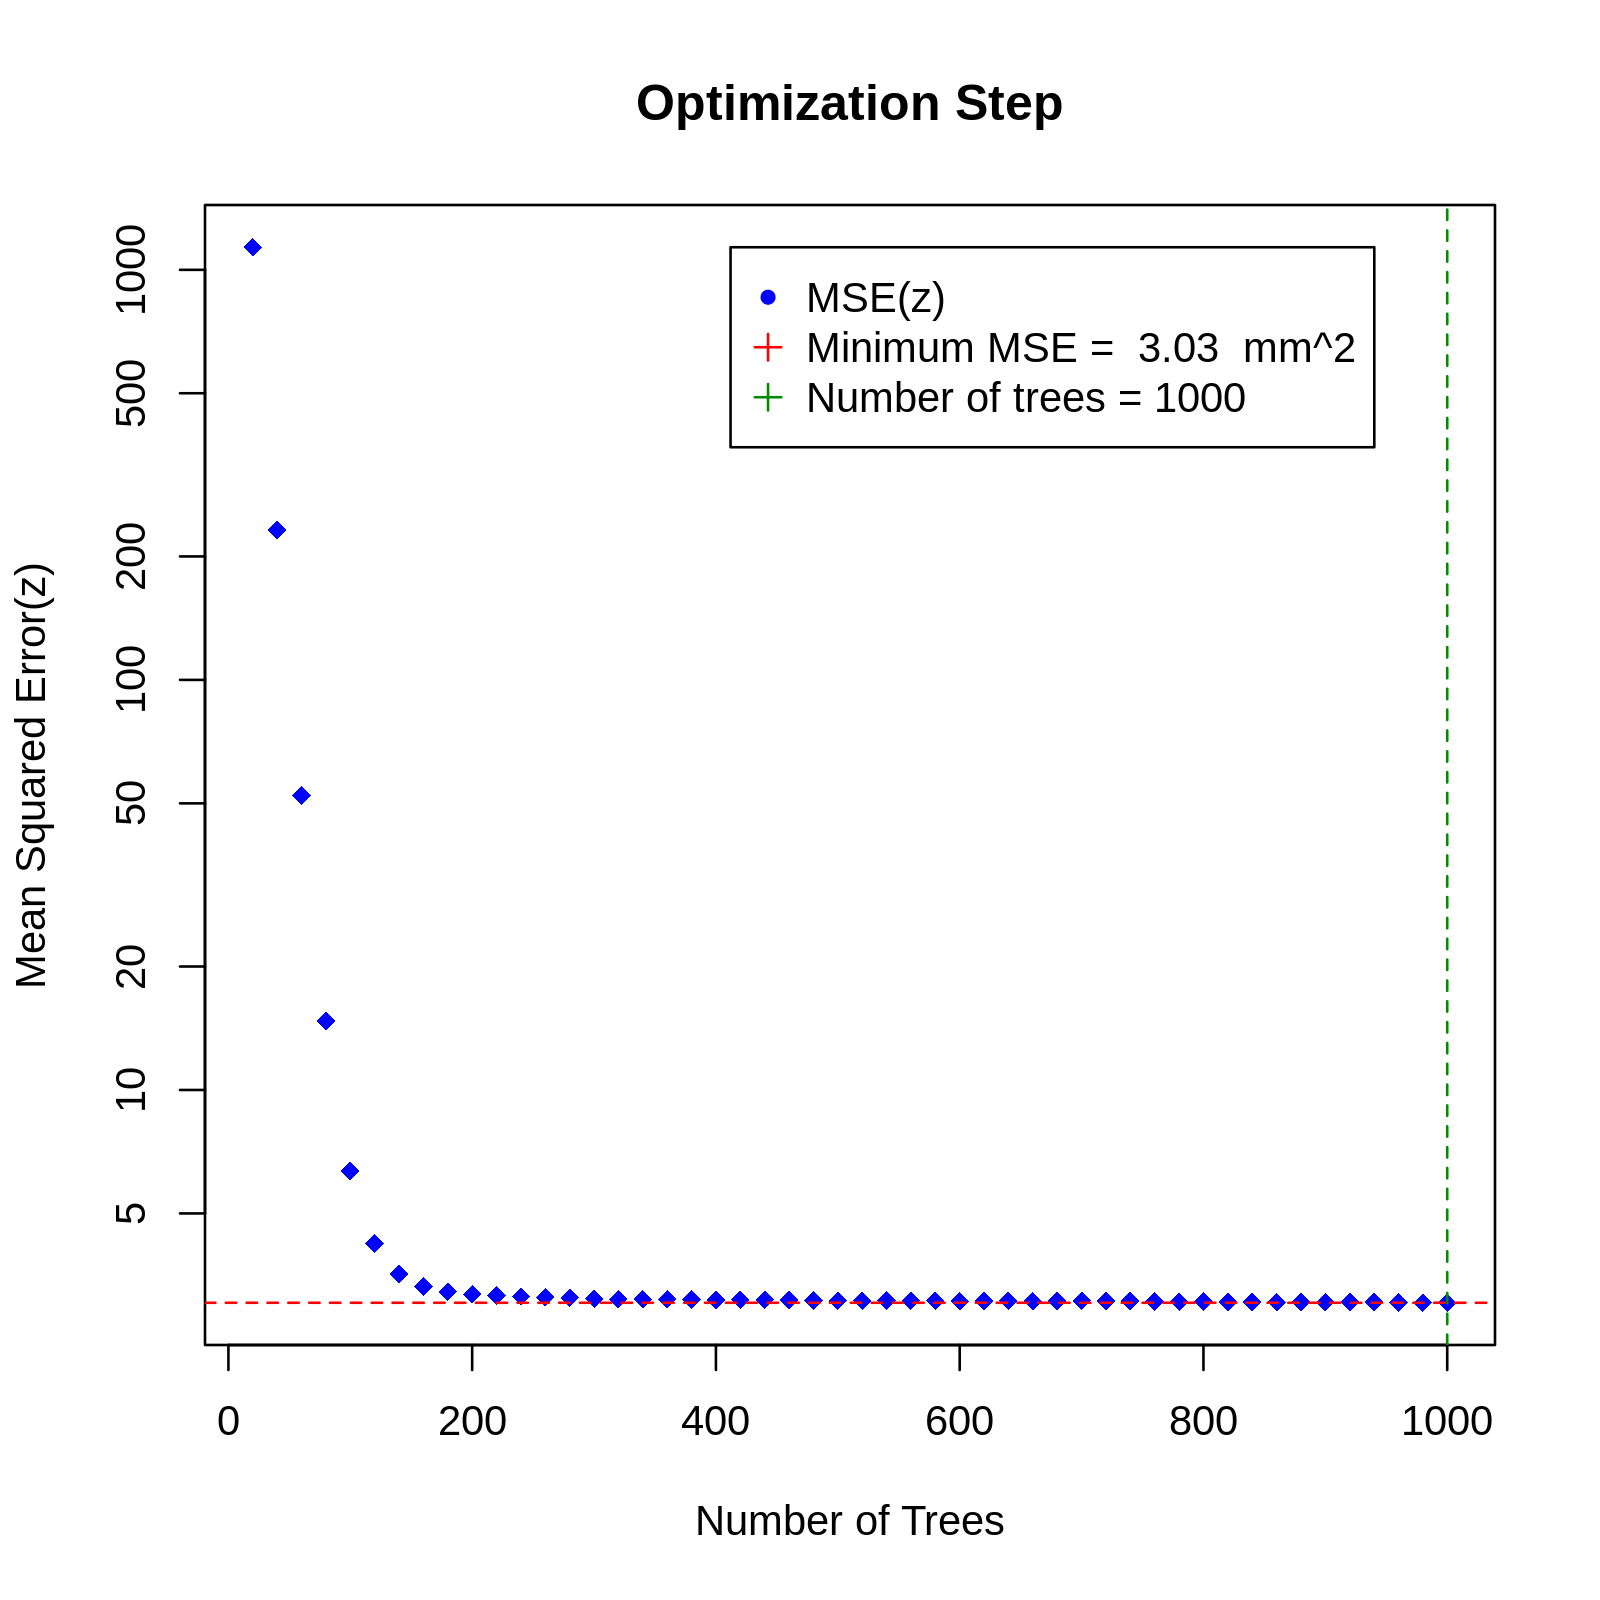 Optimization Step
Mean Squared Error(z)
1000
500
200
100
50
20
10
5
MSE(z)
Minimum MSE =  3.03  mm^2
Number of trees = 1000
0 200 400 600 800 1000
Number of Trees